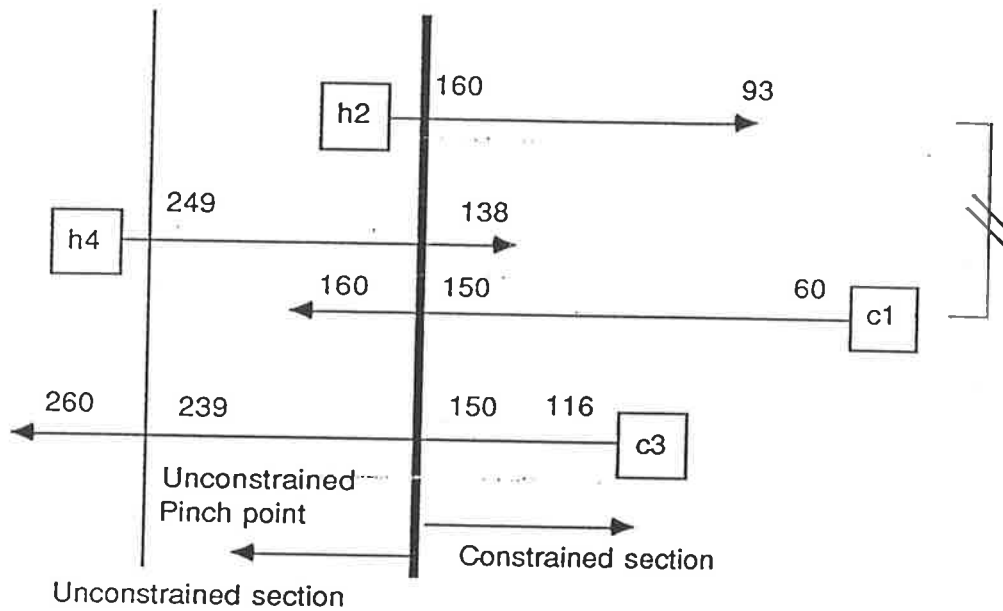 160 93
h2
249 138
h4
160 150 60
c1
260 239 150 116
c3
Unconstrained
Pinch point
Constrained section
Unconstrained section